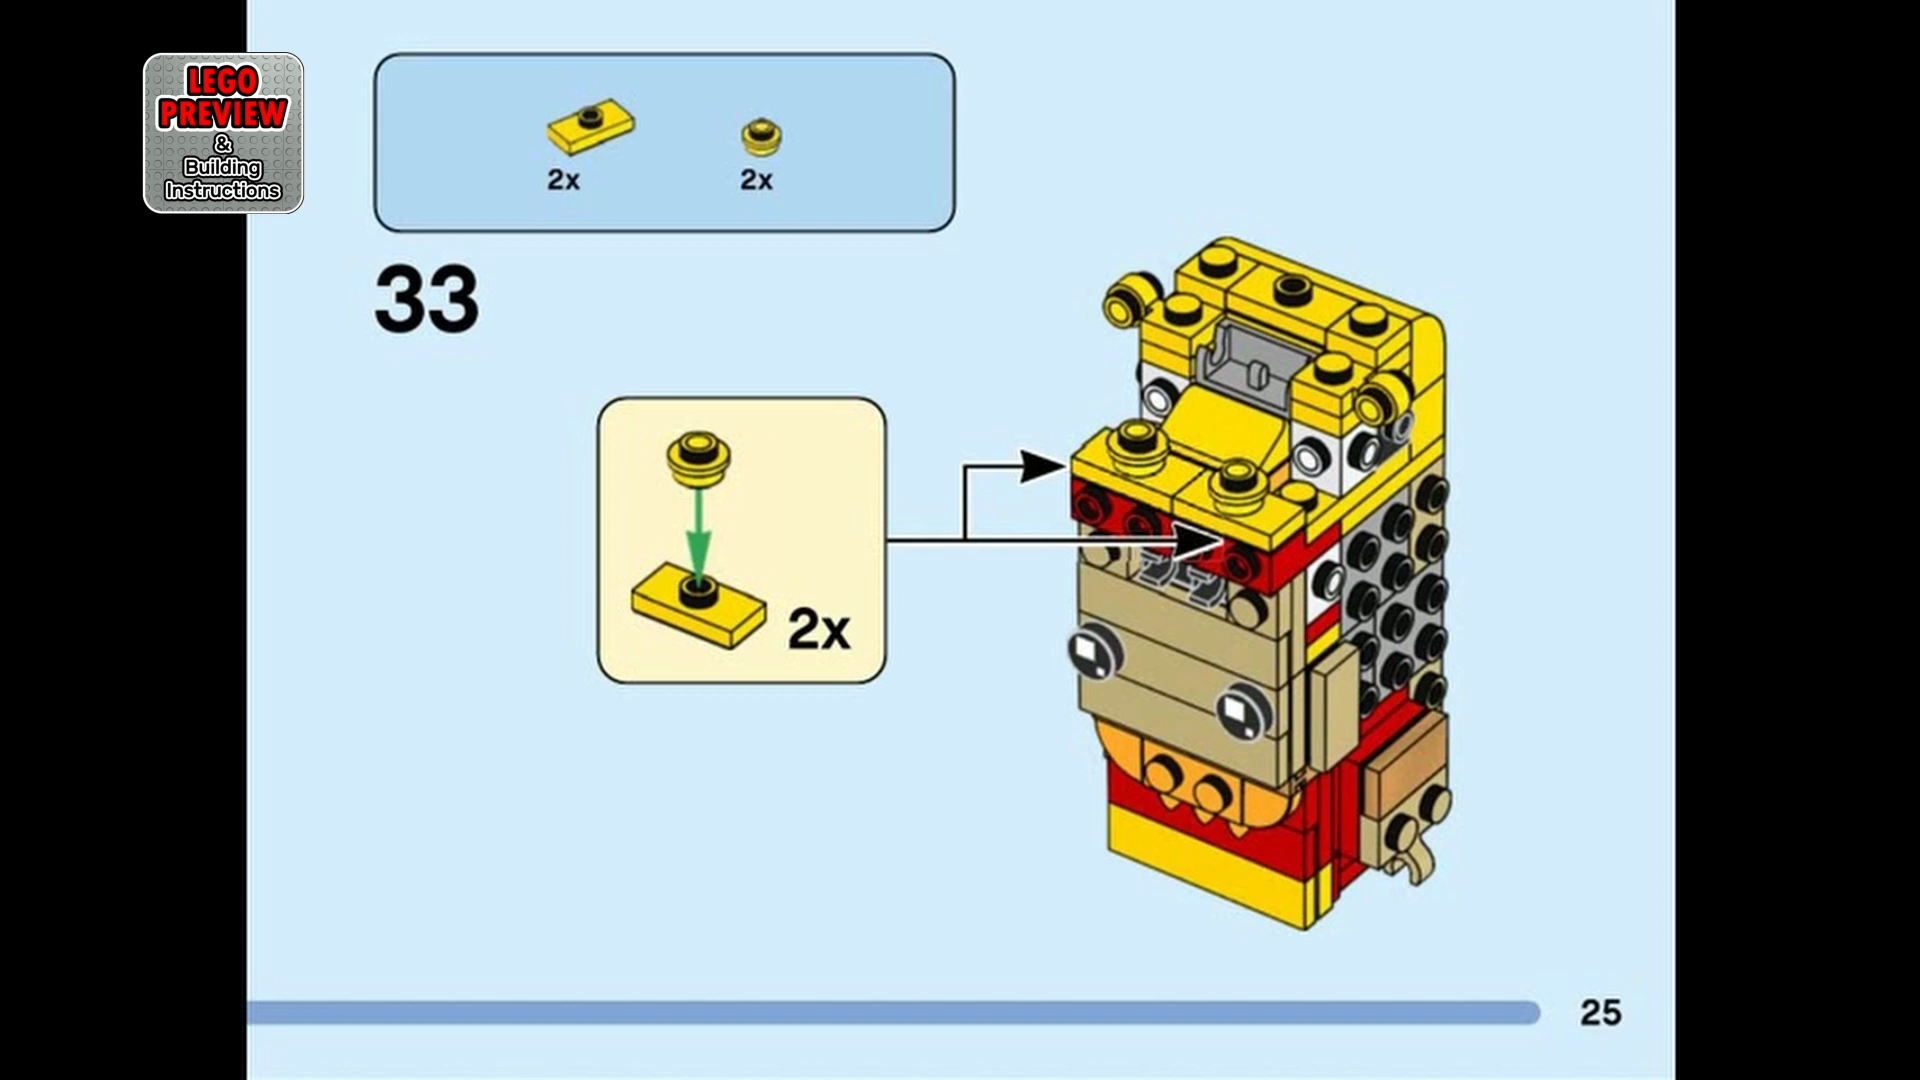 LEGO
PREVIEW
&
Building
Instructions
2x
2x
33
2x
25